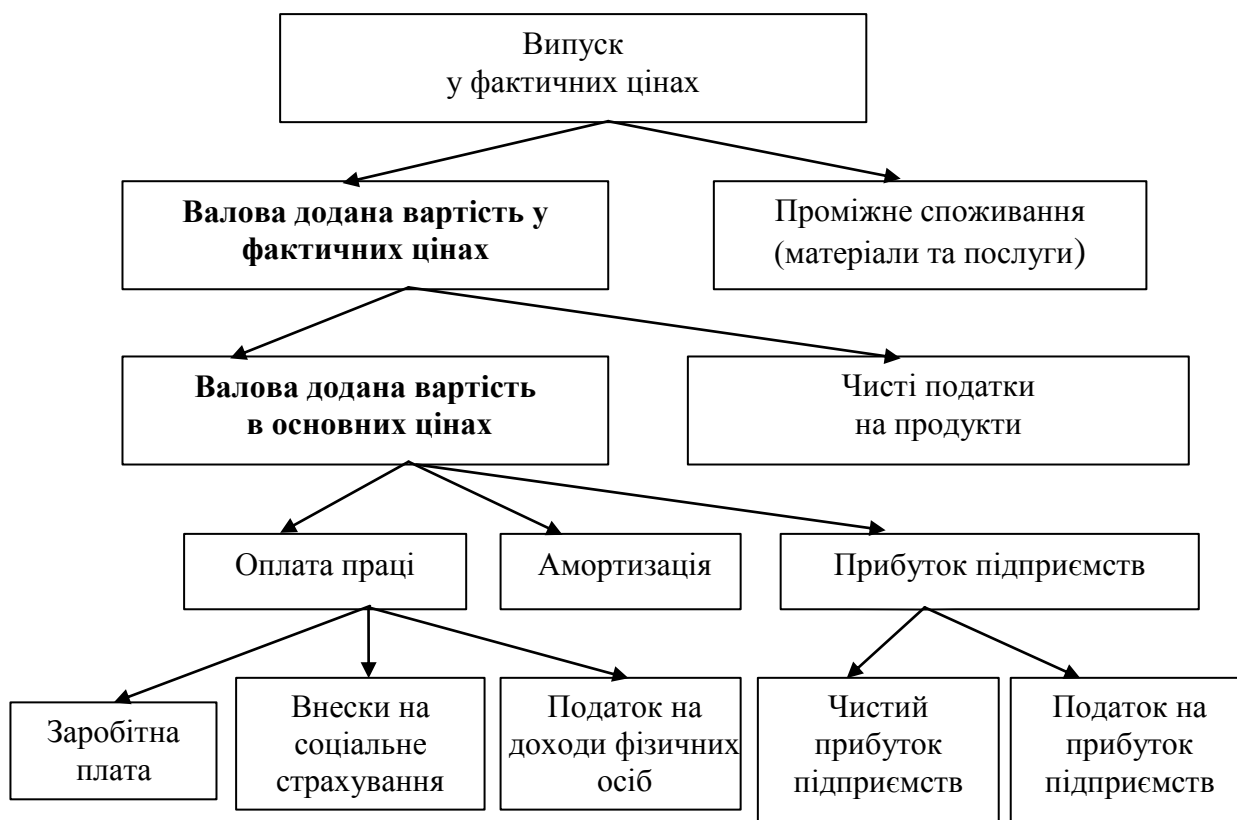 Випуск
у фактичних цінах
Валова додана вартість у
фактичних цінах
Проміжне споживання
(матеріали та послуги)
Валова додана вартість
в основних цінах
Чисті податки
на продукти
Оплата праці
Амортизація
Прибуток підприємств
Заробітна
плата
Внески на
соціальне
страхування
Податок на
доходи фізичних
осіб
Чистий
прибуток
підприємств
Податок на
прибуток
підприємств